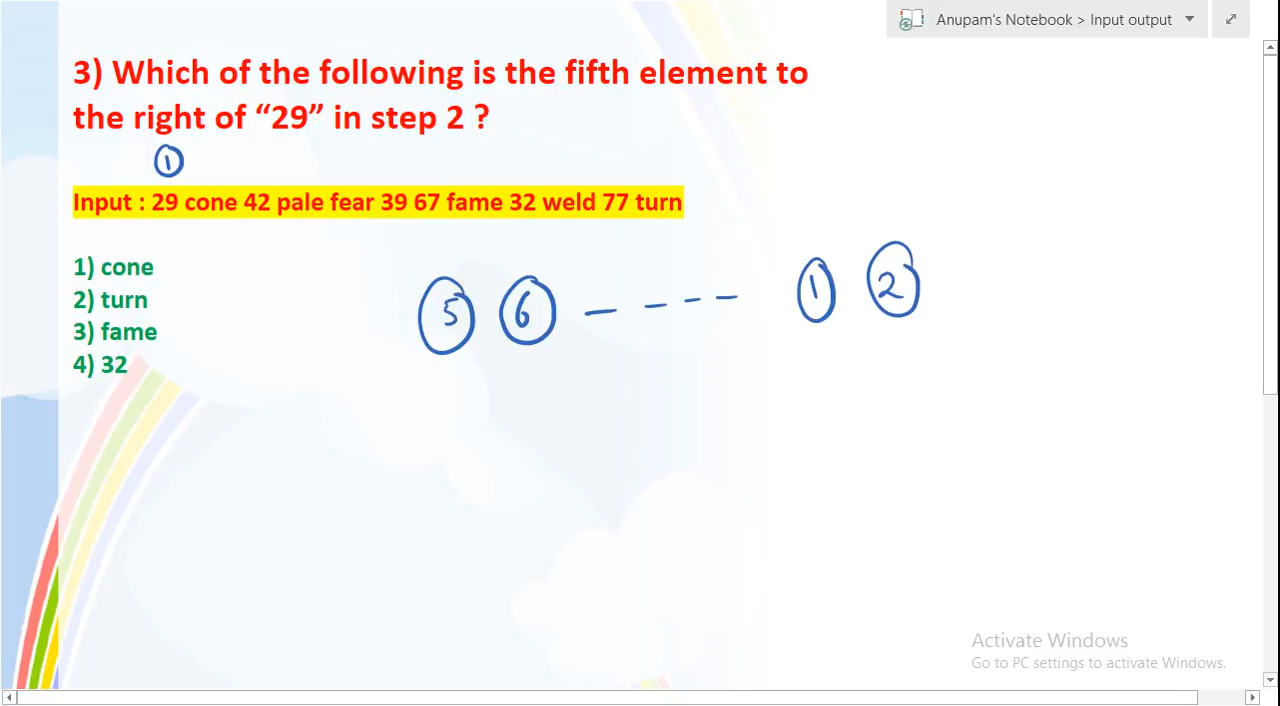 Anupam's Notebook > Input output
3) Which of the following is the fifth element to
the right of “29” in step 2 ?
1
Input : 29 cone 42 pale fear 39 67 fame 32 weld 77 turn
1) cone
2) turn
3) fame
4) 32
5 6 - - - - 1 2
Activate Windows
Go to PC settings to activate Windows.